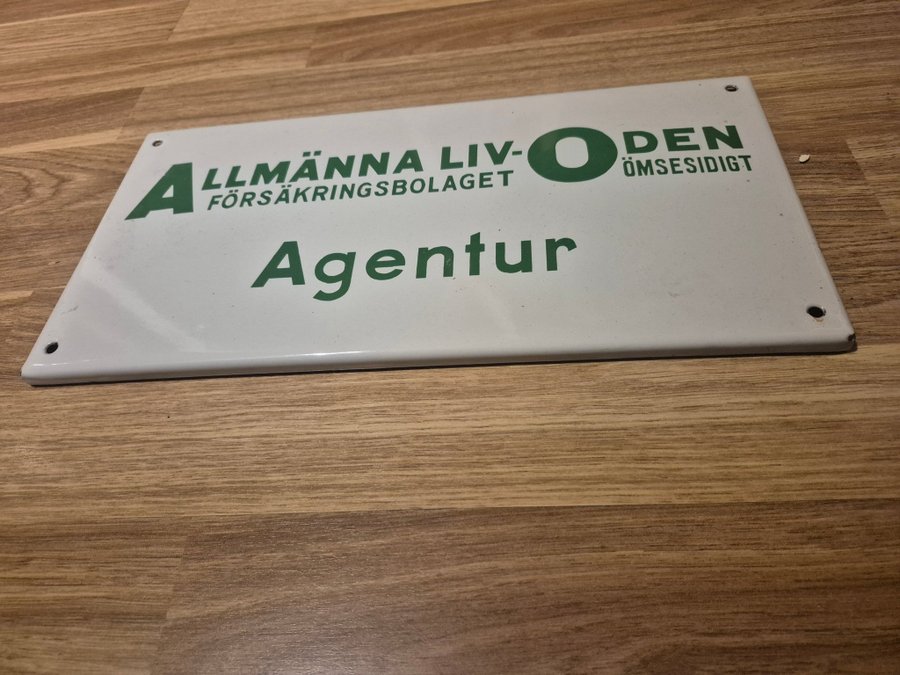 ALLMÄNNA LIV-ODEN
FÖRSÄKRINGSBOLAGET ÖMSESIDIGT
Agentur